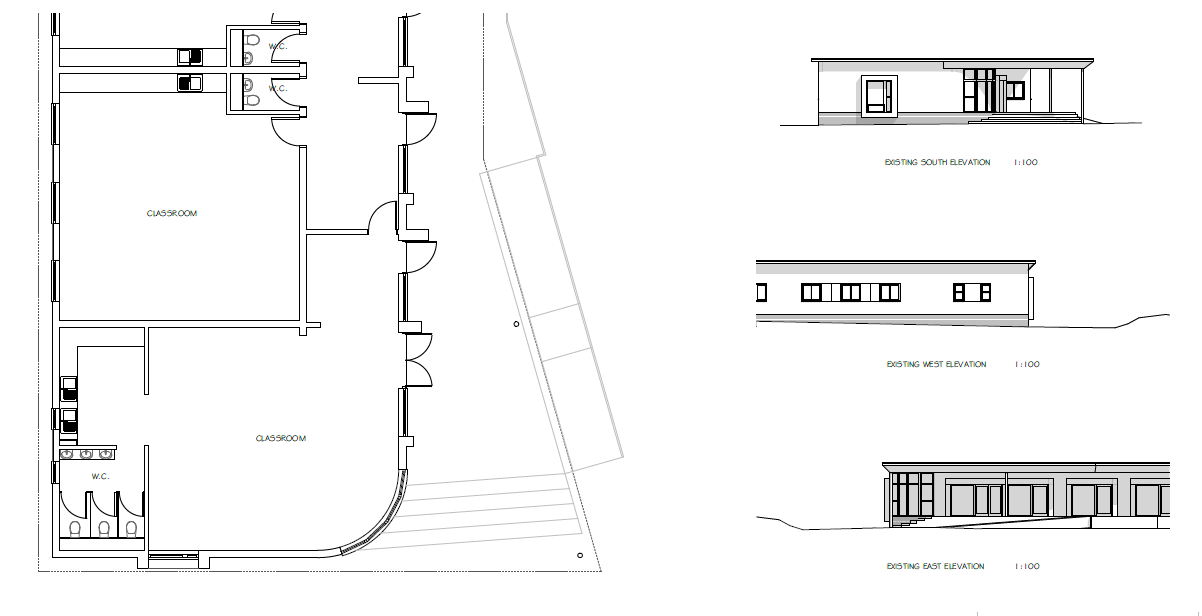 W.C.
W.C.
CLASSROOM
CLASSROOM
W.C.
EXISTING SOUTH ELEVATION 1:100
EXISTING WEST ELEVATION 1:100
EXISTING EAST ELEVATION 1:100